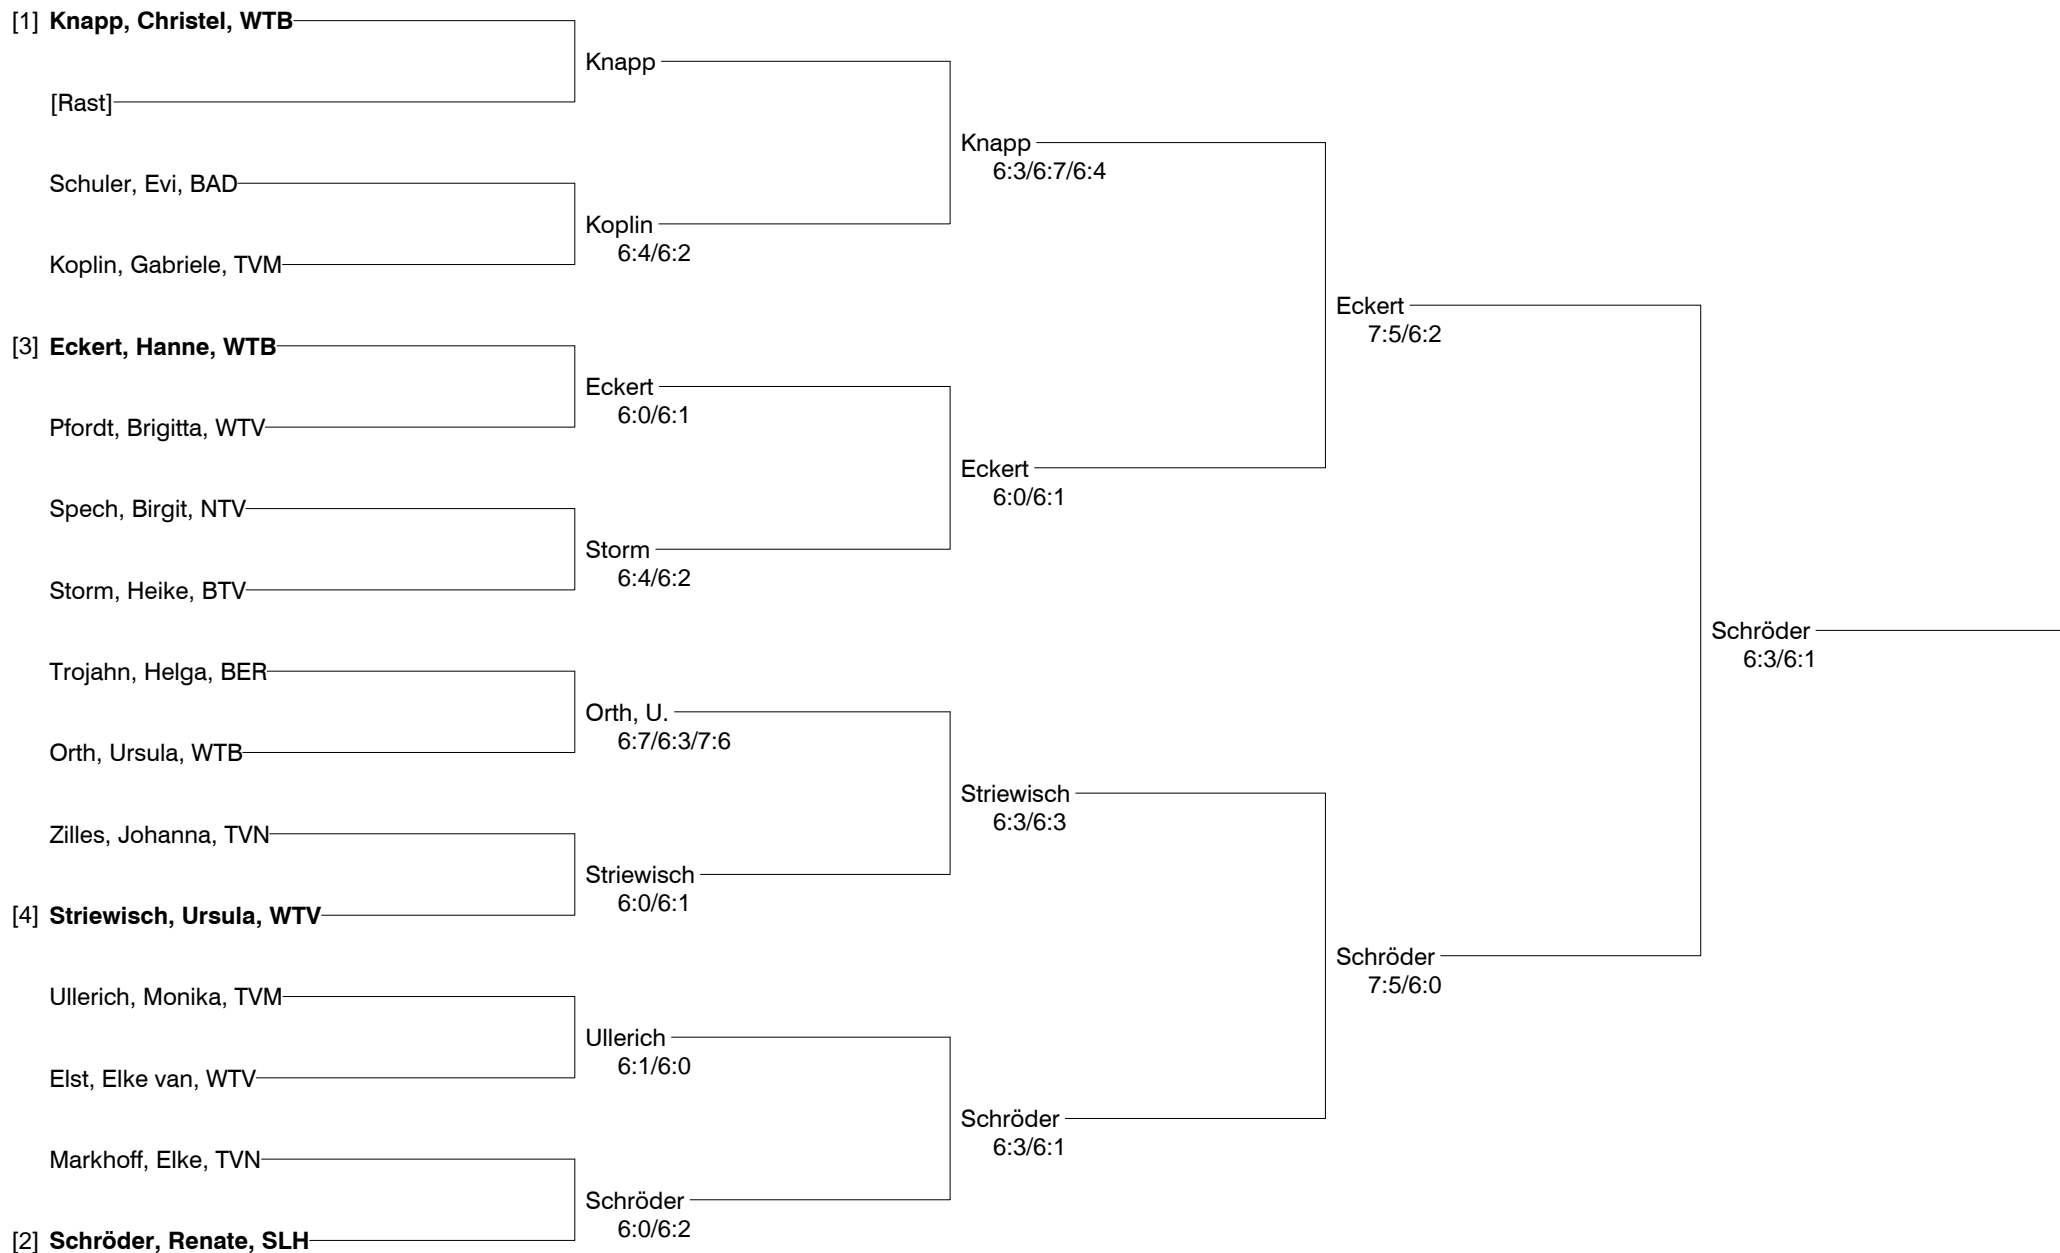 [1] Knapp, Christel, WTB
[Rast]
Schuler, Evi, BAD
Koplin, Gabriele, TVM
[3] Eckert, Hanne, WTB
Pfordt, Brigitta, WTV
Spech, Birgit, NTV
Storm, Heike, BTV
Trojahn, Helga, BER
Orth, Ursula, WTB
Zilles, Johanna, TVN
[4] Striewisch, Ursula, WTV
Ullerich, Monika, TVM
Elst, Elke van, WTV
Markhoff, Elke, TVN
[2] Schröder, Renate, SLH
Knapp
Koplin
6:4/6:2
Eckert
6:0/6:1
Storm
6:4/6:2
Orth, U.
6:7/6:3/7:6
Striewisch
6:0/6:1
Ullerich
6:1/6:0
Schröder
6:0/6:2
Knapp
6:3/6:7/6:4
Eckert
6:0/6:1
Striewisch
6:3/6:3
Schröder
6:3/6:1
Eckert
7:5/6:2
Schröder
7:5/6:0
Schröder
6:3/6:1